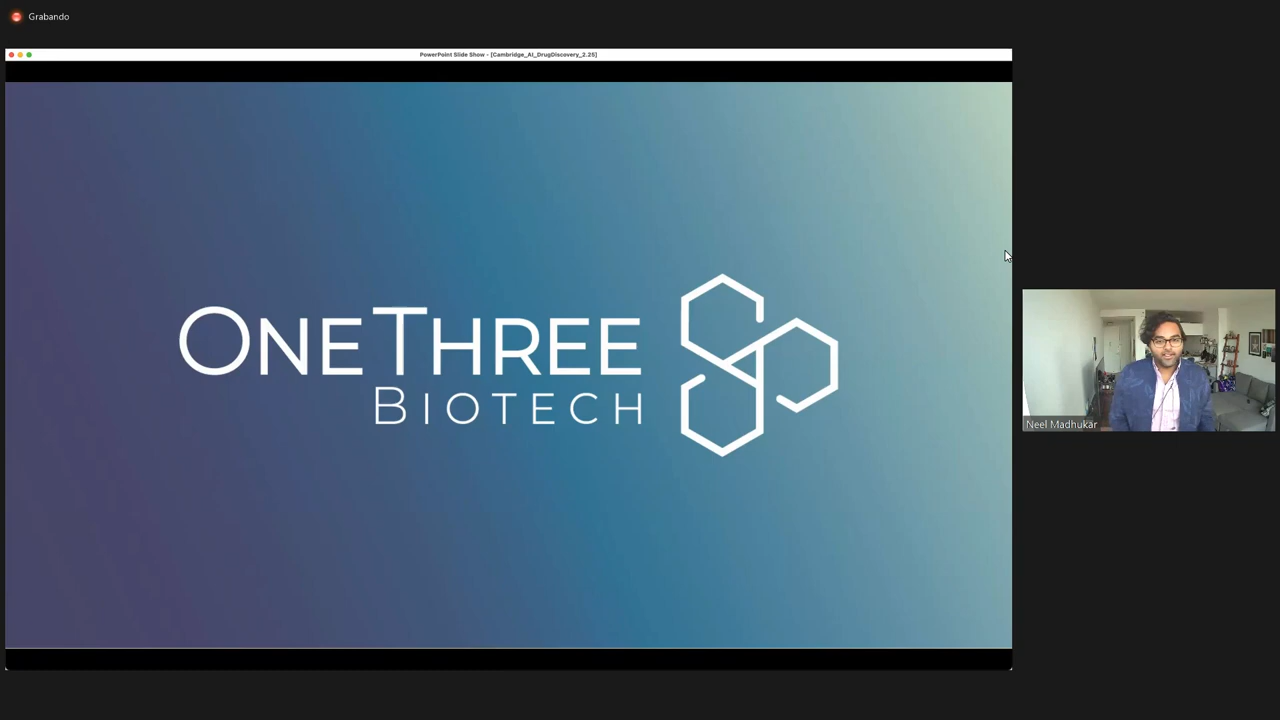 Grabando
PowerPoint Slide Show - [Cambridge_AI_DrugDiscovery_2.25]
ONETHREE
BIOTECH
Neel Madhukar